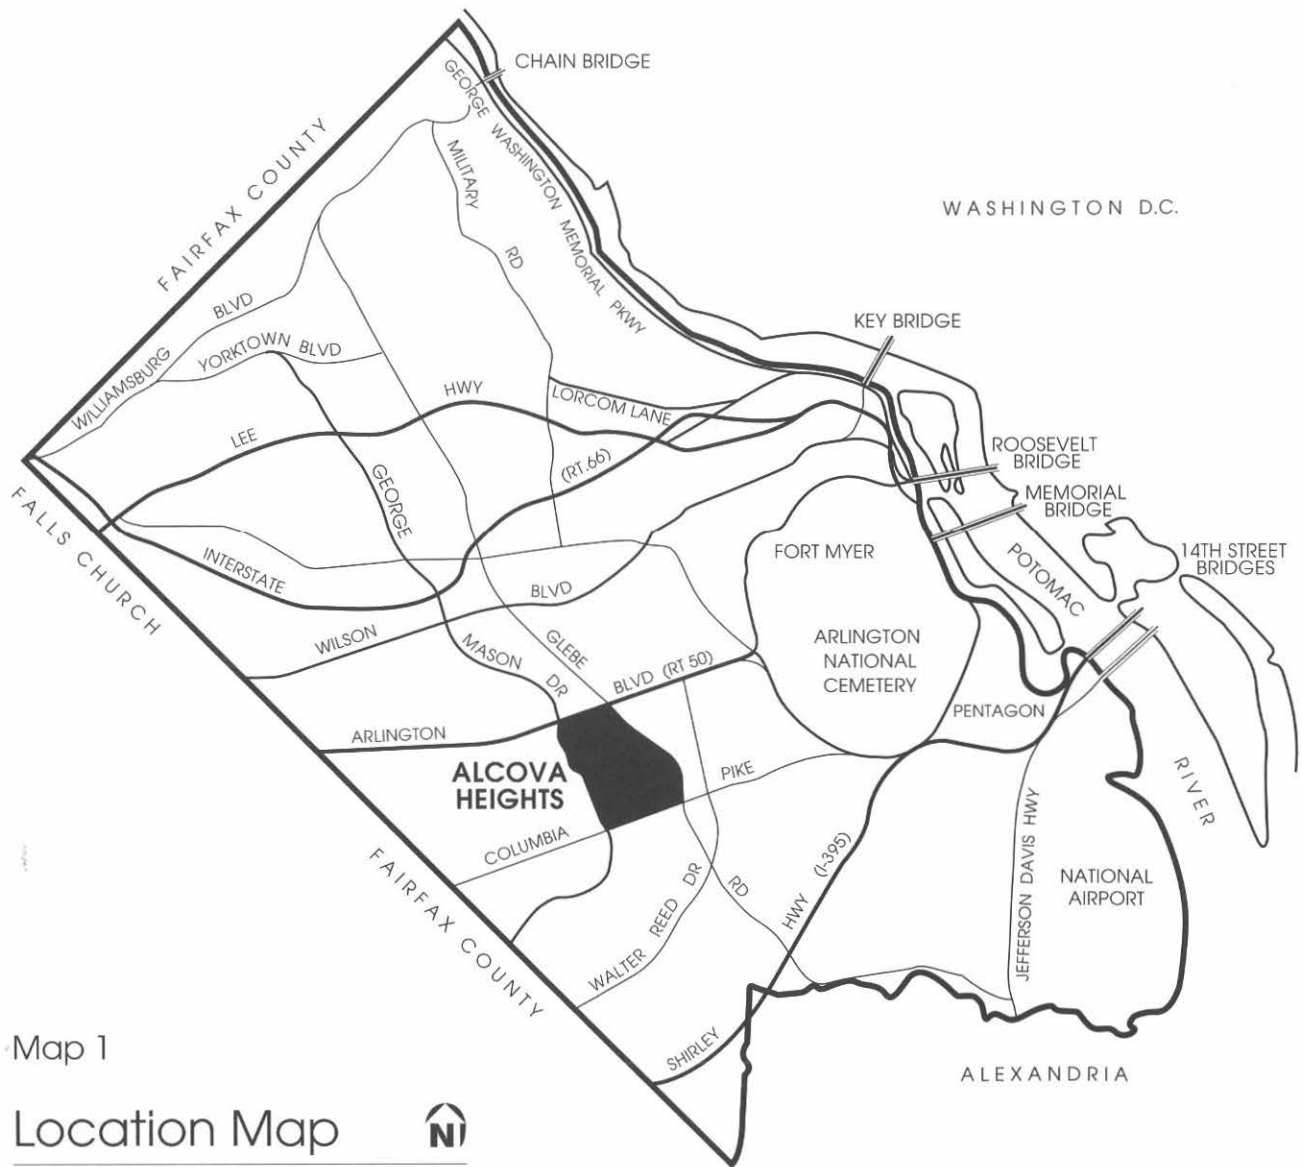 CHAIN BRIDGE
GEORGE WASHINGTON MEMORIAL PKWY
FAIRFAX COUNTY
MILITARY
RD
WASHINGTON D.C.
WILLIAMSBURG
BLVD
YORKTOWN BLVD
KEY BRIDGE
LEE
HWY
LORCOM LANE
(RT.66)
ROOSEVELT
BRIDGE
MEMORIAL
BRIDGE
14TH STREET
BRIDGES
FALLS CHURCH
INTERSTATE
GEORGE
MASON
DR
WILSON
BLVD
GLEBE
FORT MYER
POTOMAC
RIVER
ARLINGTON
NATIONAL
CEMETERY
ARLINGTON
BLVD (RT 50)
PENTAGON
ALCOVA
HEIGHTS
COLUMBIA
PIKE
FAIRFAX COUNTY
WALTER
REED
DR
RD
SHIRLEY
HWY
(I-395)
JEFFERSON DAVIS HWY
NATIONAL
AIRPORT
ALEXANDRIA
Map 1
Location Map
N